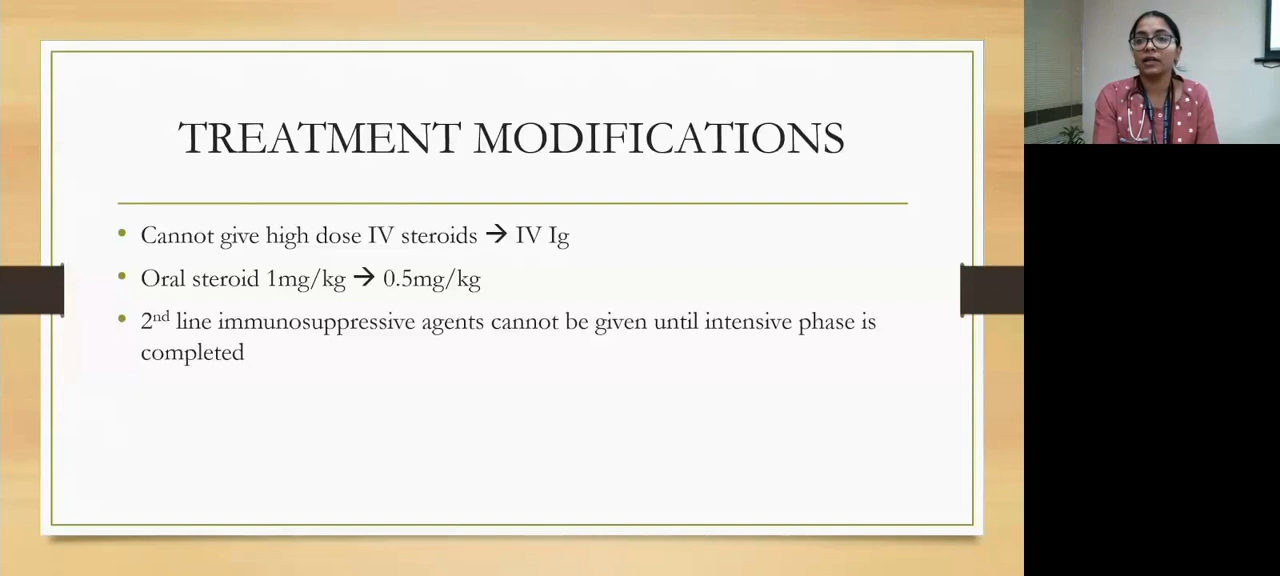 TREATMENT MODIFICATIONS
• Cannot give high dose IV steroids → IV Ig
• Oral steroid 1mg/kg → 0.5mg/kg
• 2nd line immunosuppressive agents cannot be given until intensive phase is
completed